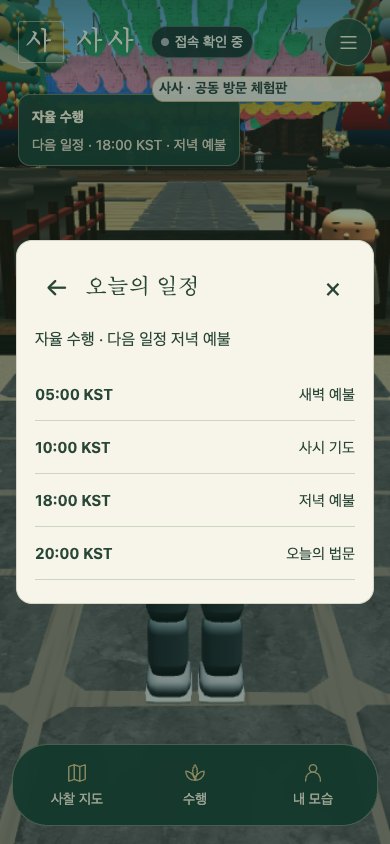 사 사사
접속 확인 중
사사 · 공동 방문 체험판
자율 수행
다음 일정 · 18:00 KST · 저녁 예불
오늘의 일정
자율 수행 · 다음 일정 저녁 예불
05:00 KST 새벽 예불
10:00 KST 사시 기도
18:00 KST 저녁 예불
20:00 KST 오늘의 법문
사찰 지도 수행 내 모습